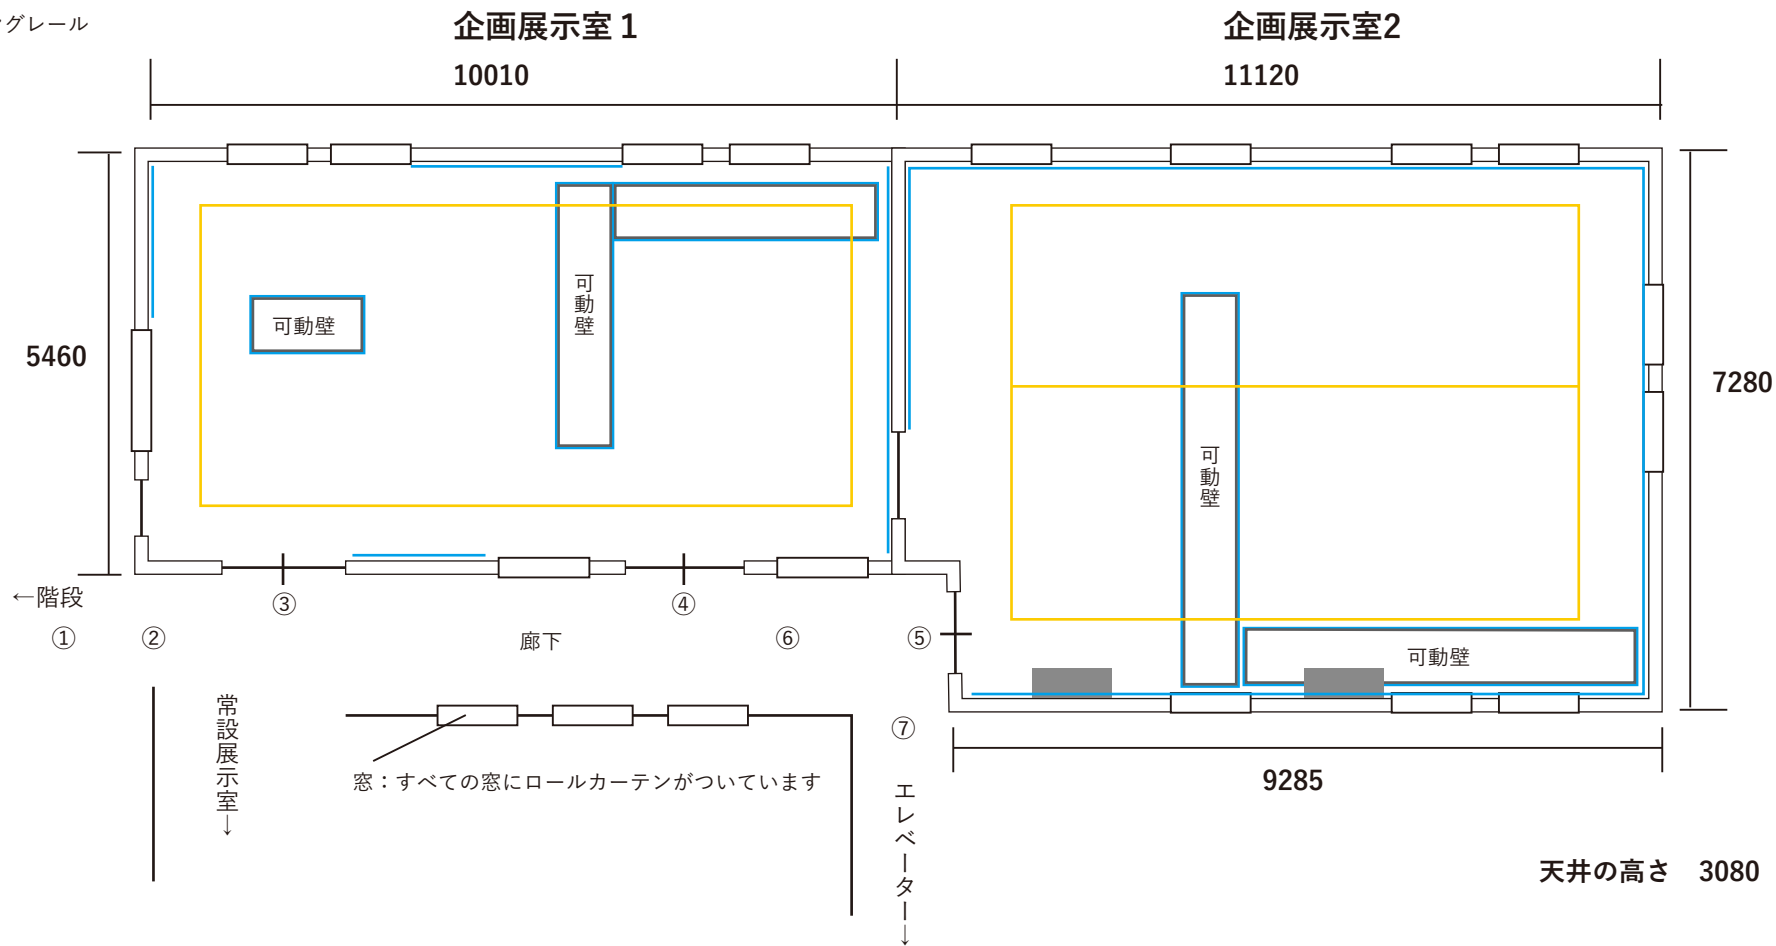 グレール
企画展示室 1
企画展示室2
10010
11120
5460
可動壁
可動壁
可動壁
可動壁
7280
←階段
①
②
③
④
廊下
⑥
⑤
⑦
常設展示室→
窓：すべての窓にロールカーテンがついています
エレベーター→
9285
天井の高さ 3080